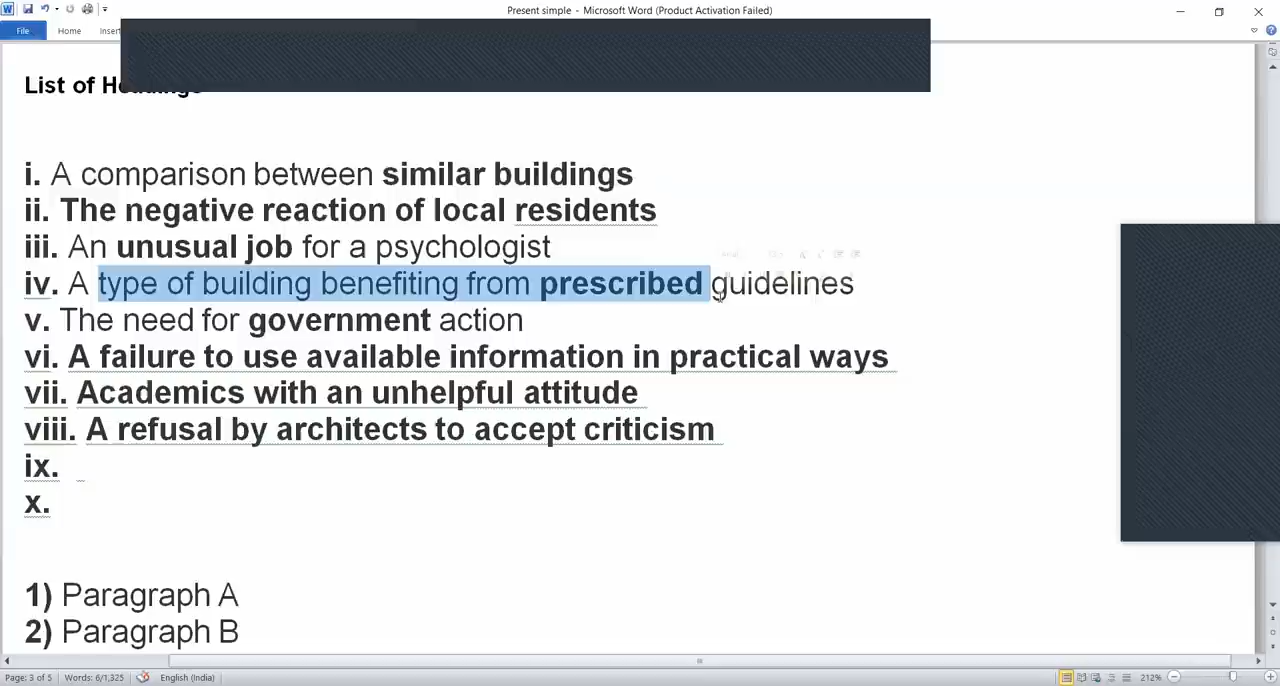 Present simple - Microsoft Word (Product Activation Failed)
File Home Insert
List of Headings
i. A comparison between similar buildings
ii. The negative reaction of local residents
iii. An unusual job for a psychologist
iv. A type of building benefiting from prescribed guidelines
v. The need for government action
vi. A failure to use available information in practical ways
vii. Academics with an unhelpful attitude
viii. A refusal by architects to accept criticism
ix.
x.
1) Paragraph A
2) Paragraph B
Page: 3 of 5 Words: 6/1,325 English (India) 212%